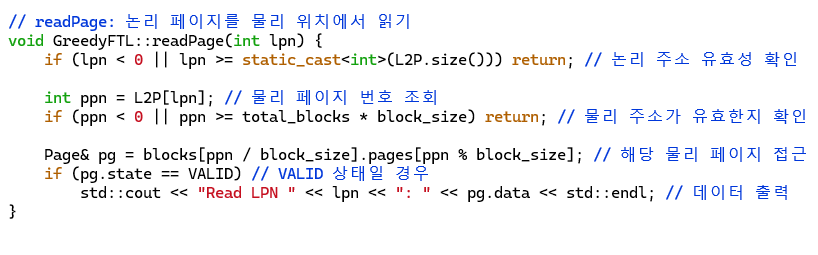 // readPage: 논리 페이지를 물리 위치에서 읽기
void GreedyFTL::readPage(int lpn) {
    if (lpn < 0 || lpn >= static_cast<int>(L2P.size())) return; // 논리 주소 유효성 확인

    int ppn = L2P[lpn]; // 물리 페이지 번호 조회
    if (ppn < 0 || ppn >= total_blocks * block_size) return; // 물리 주소가 유효한지 확인

    Page& pg = blocks[ppn / block_size].pages[ppn % block_size]; // 해당 물리 페이지 접근
    if (pg.state == VALID) // VALID 상태일 경우
        std::cout << "Read LPN " << lpn << ": " << pg.data << std::endl; // 데이터 출력
}